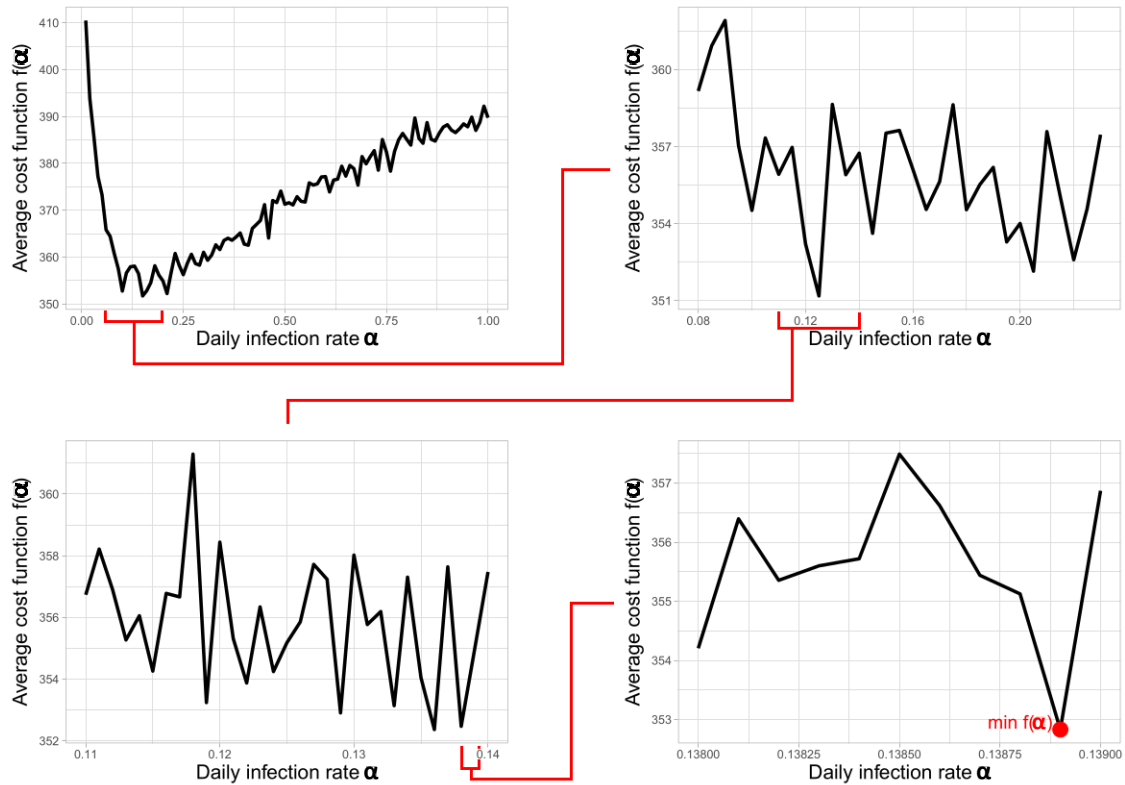 Average cost function f(α)
410
400
390
380
370
360
350
0.00 0.25 0.50 0.75 1.00
Daily infection rate α
Average cost function f(α)
360
357
354
351
0.08 0.12 0.16 0.20
Daily infection rate α
Average cost function f(α)
360
358
356
354
352
0.11 0.12 0.13 0.14
Daily infection rate α
Average cost function f(α)
357
356
355
354
353
min f(α)
0.13800 0.13825 0.13850 0.13875 0.13900
Daily infection rate α